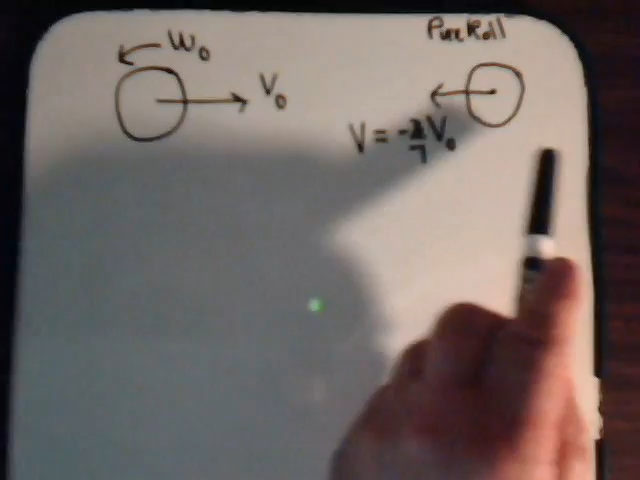 W₀
V₀
Pure Roll
V = -2/7 V₀